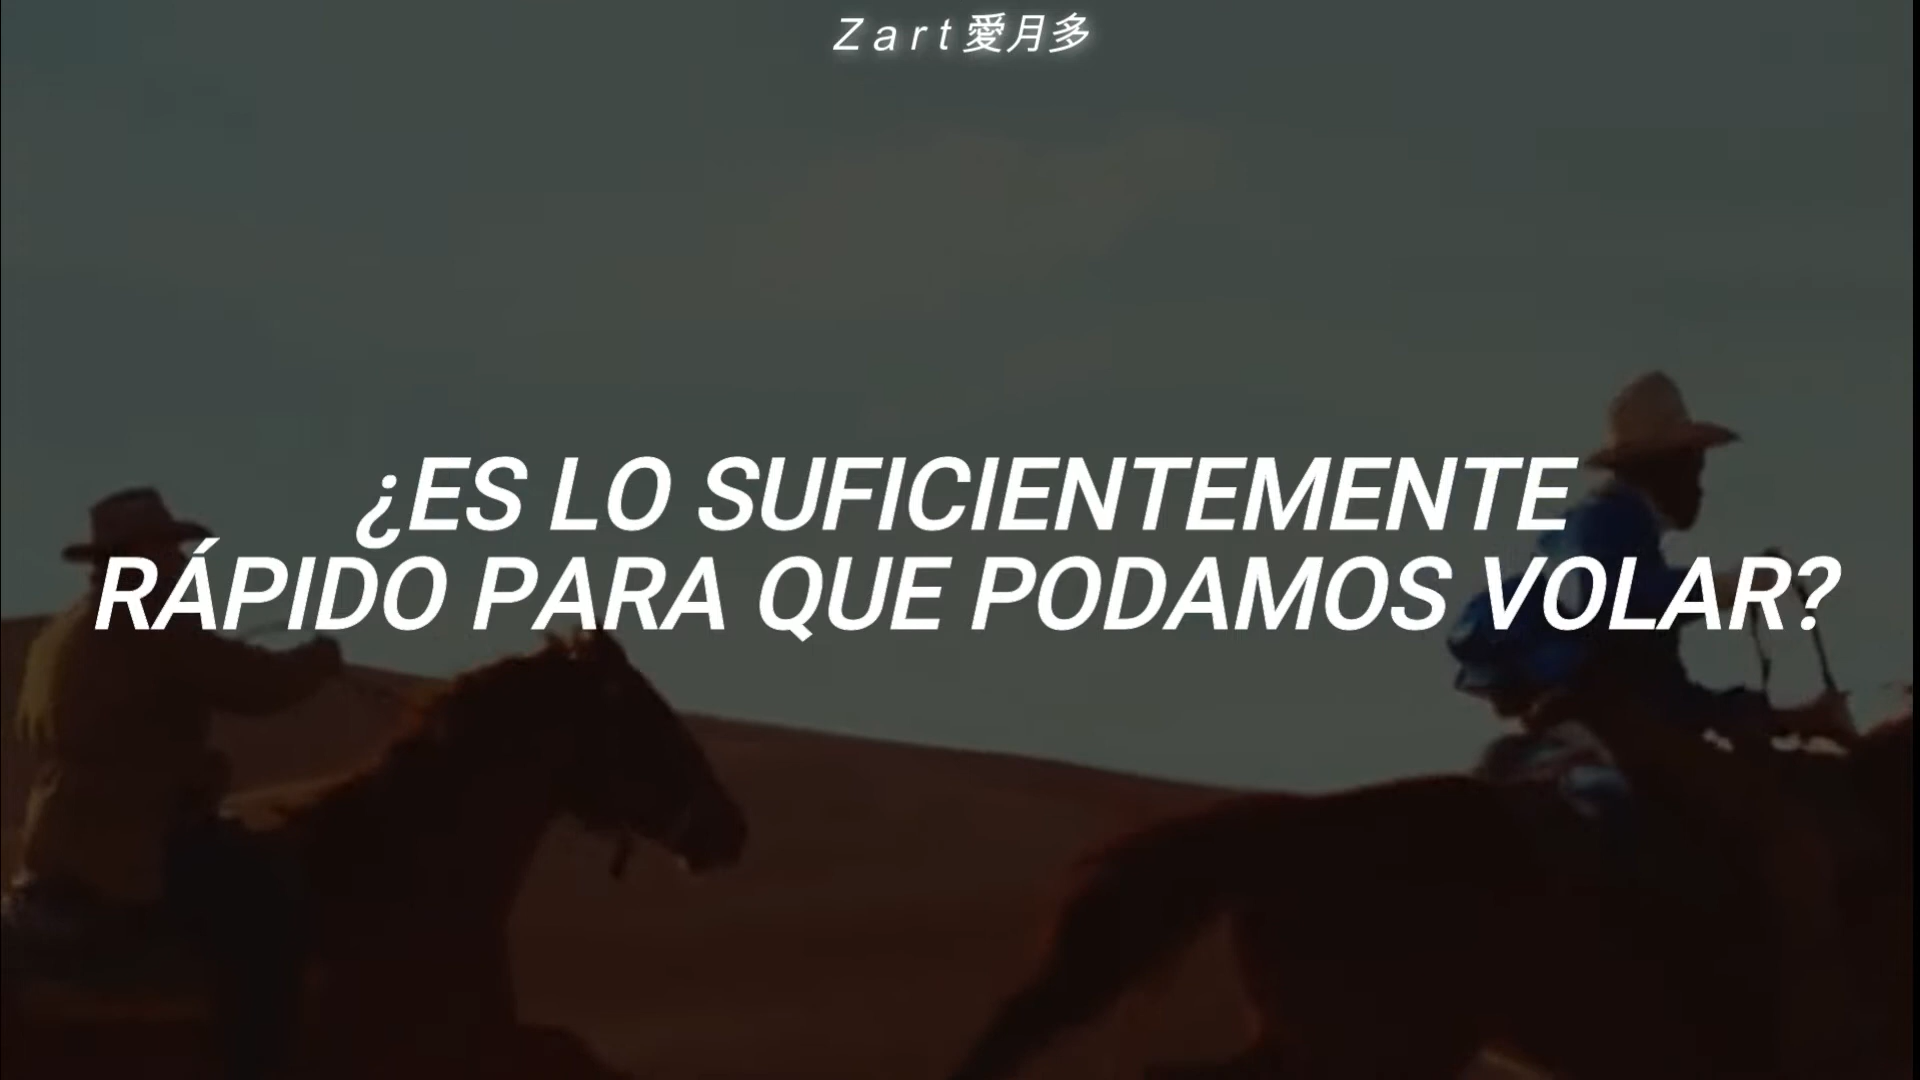 Zart愛月多
¿ES LO SUFICIENTEMENTE
RÁPIDO PARA QUE PODAMOS VOLAR?